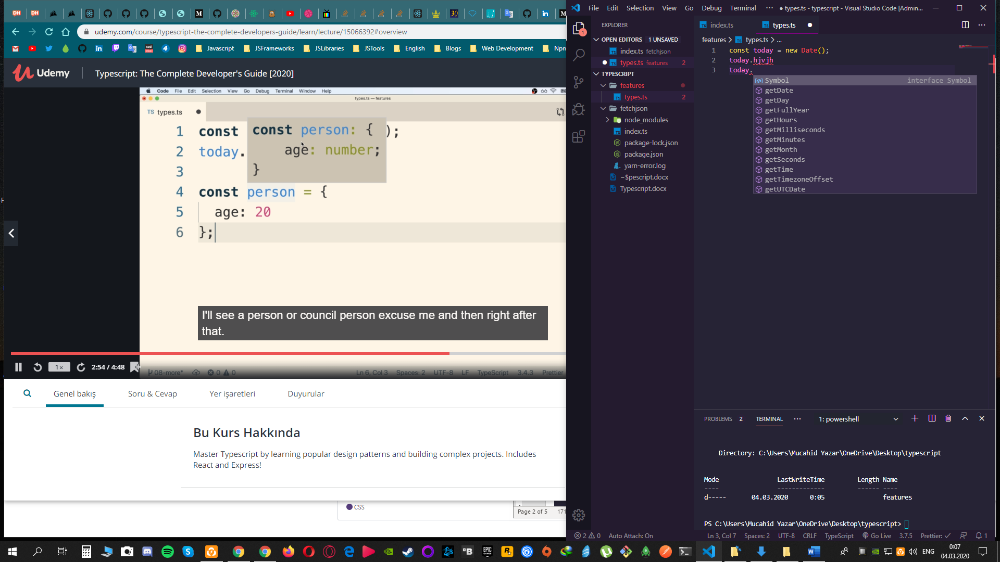 udemy.com/course/typescript-the-complete-developers-guide/learn/lecture/15066392#overview
Javascript JSFrameworks JSLibraries JSTools English Blogs Web Development Npm
Udemy Typescript: The Complete Developer's Guide [2020]
Code File Edit Selection View Go Debug Terminal Window Help
types.ts — features
TS types.ts
1 const );
2 today.
3
const person: {
age: number;
}
4 const person = {
5 age: 20
6 };
I'll see a person or council person excuse me and then right after
that.
1× 2:54 / 4:48
08-more* 0 0 Ln 6, Col 3 Spaces: 2 UTF-8 LF TypeScript 3.4.3 Prettier
Genel bakış Soru & Cevap Yer işaretleri Duyurular
Bu Kurs Hakkında
Master Typescript by learning popular design patterns and building complex projects. Includes
React and Express!
CSS
Page 2 of 5 171
File Edit Selection View Go Debug Terminal ··· ● types.ts - typescript - Visual Studio Code [Admin...
EXPLORER
OPEN EDITORS 1 UNSAVED
index.ts fetchjson
types.ts features 2
TYPESCRIPT
features
types.ts 2
fetchjson
node_modules
index.ts
package-lock.json
package.json
yarn-error.log
~$pescript.docx
Typescript.docx
index.ts types.ts
features > types.ts > ...
1 const today = new Date();
2 today.hjvjh
3 today.
Symbol interface Symbol
getDate
getDay
getFullYear
getHours
getMilliseconds
getMinutes
getMonth
getSeconds
getTime
getTimezoneOffset
getUTCDate
PROBLEMS 2 TERMINAL ··· 1: powershell
Directory: C:\Users\Mucahid Yazar\OneDrive\Desktop\typescript
Mode LastWriteTime Length Name
---- ------------- ------ ----
d----- 04.03.2020 0:05 features
PS C:\Users\Mucahid Yazar\OneDrive\Desktop\typescript>
2 0 Auto Attach: On Ln 3, Col 7 Spaces: 2 UTF-8 CRLF TypeScript Go Live 3.7.5 Prettier: ✓ 1
ENG 0:07
04.03.2020